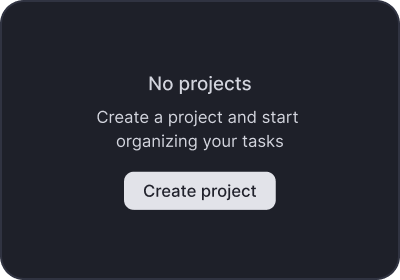 No projects
Create a project and start
organizing your tasks
Create project